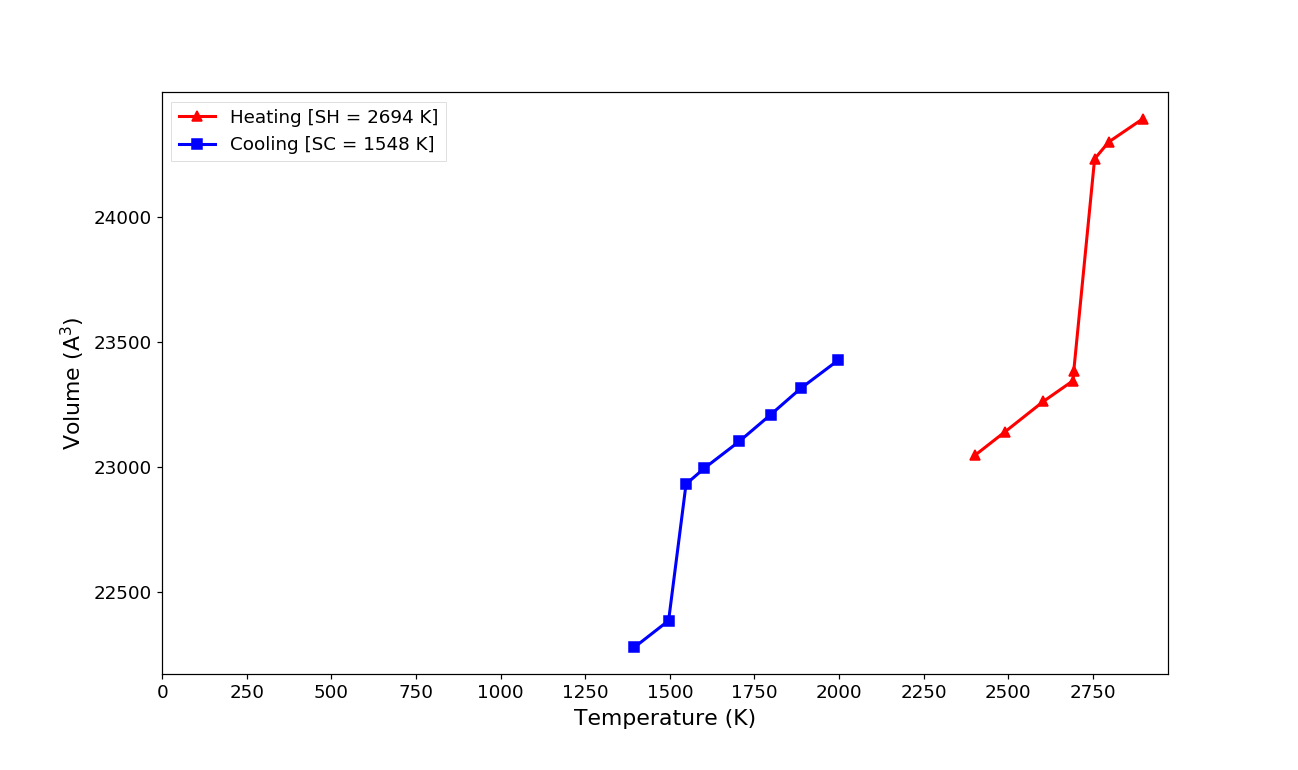 Heating [SH = 2694 K]
Cooling [SC = 1548 K]
24000
23500
23000
22500
Volume (A³)
0 250 500 750 1000 1250 1500 1750 2000 2250 2500 2750
Temperature (K)